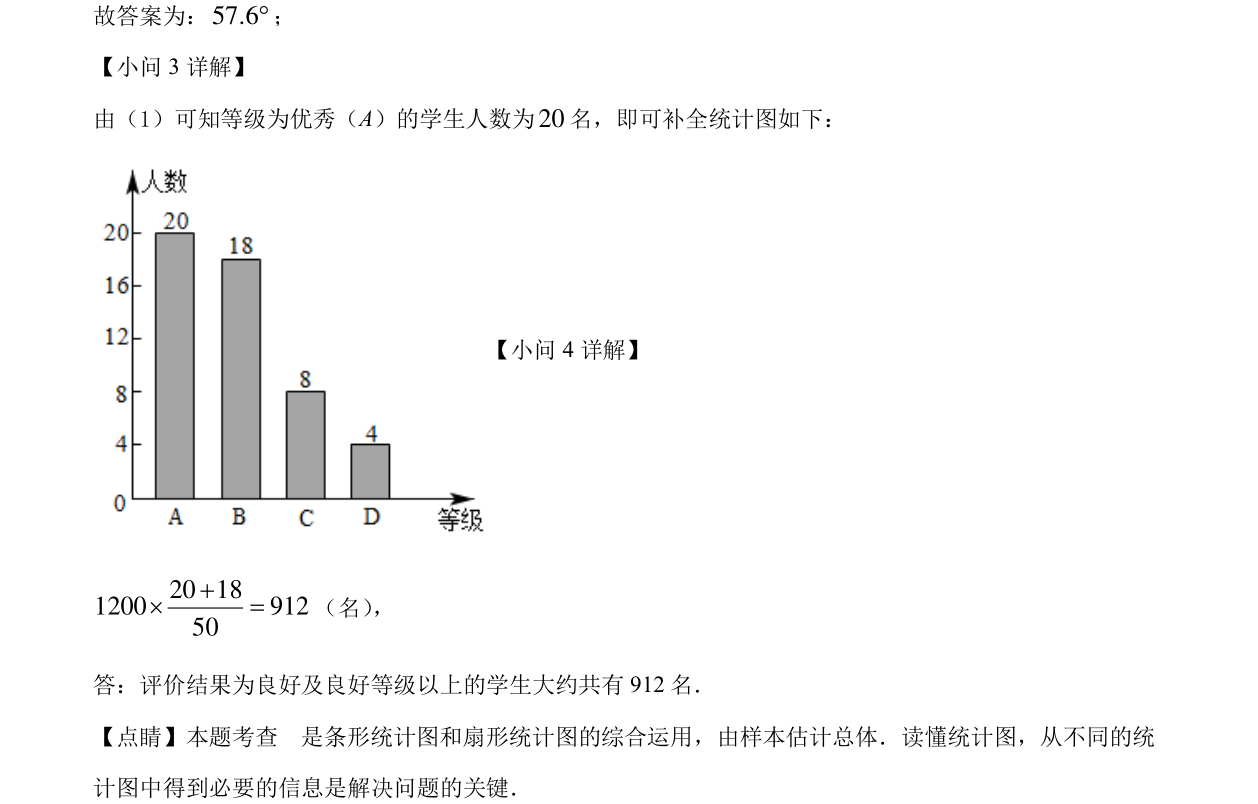 故答案为：57.6°；
【小问 3 详解】
由（1）可知等级为优秀（A）的学生人数为 20 名，即可补全统计图如下：
人数
20
20
18
16
12
8
8
4
4
0
A B C D 等级
【小问 4 详解】
1200×(20+18)/50=912（名），
答：评价结果为良好及良好等级以上的学生大约共有 912 名．
【点睛】本题考查 是条形统计图和扇形统计图的综合运用，由样本估计总体．读懂统计图，从不同的统
计图中得到必要的信息是解决问题的关键．